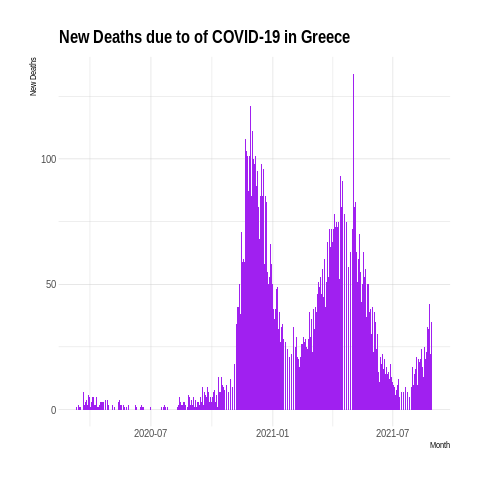 New Deaths due to of COVID-19 in Greece
New Deaths
100
50
0
2020-07
2021-01
2021-07
Month